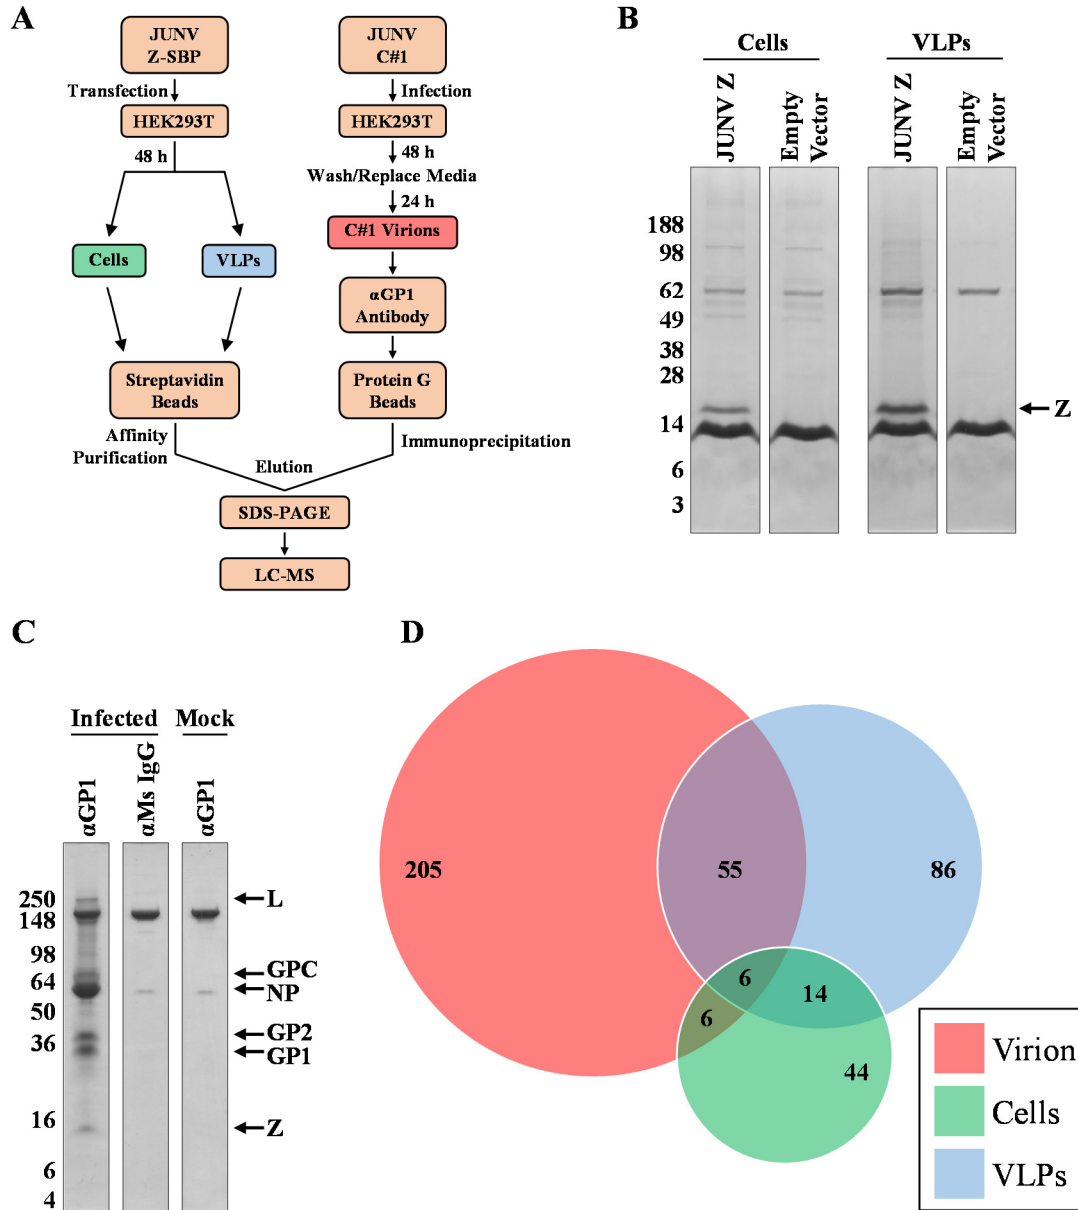 A
JUNV
Z-SBP
Transfection
HEK293T
48 h
Cells
VLPs
Streptavidin
Beads
Affinity
Purification
JUNV
C#1
Infection
HEK293T
48 h
Wash/Replace Media
24 h
C#1 Virions
αGP1
Antibody
Protein G
Beads
Immunoprecipitation
Elution
SDS-PAGE
LC-MS
B
Cells
VLPs
JUNV Z
Empty
Vector
JUNV Z
Empty
Vector
188
98
62
49
38
28
14
6
3
Z
C
Infected
Mock
αGP1
αMs IgG
αGP1
250
148
98
64
50
36
16
6
4
L
GPC
NP
GP2
GP1
Z
D
205
55
86
6
14
6
44
Virion
Cells
VLPs